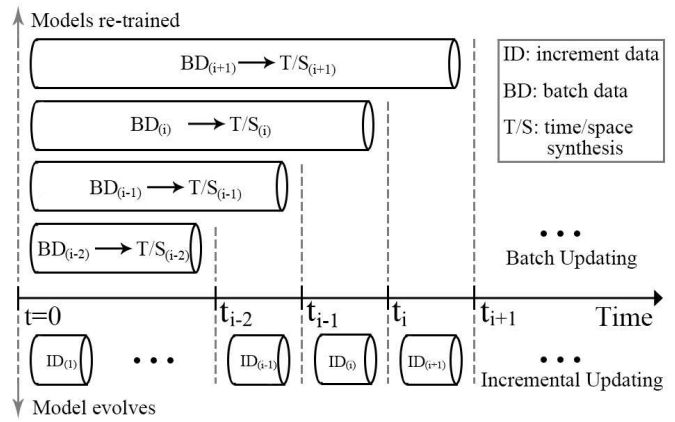 Models re-trained
BD(i+1) → T/S(i+1)
BD(i) → T/S(i)
BD(i-1) → T/S(i-1)
BD(i-2) → T/S(i-2)
ID: increment data
BD: batch data
T/S: time/space
synthesis
•••
Batch Updating
t=0
ti-2
ti-1
ti
ti+1
Time
ID(1)
•••
ID(i-1)
ID(i)
ID(i+1)
•••
Incremental Updating
Model evolves